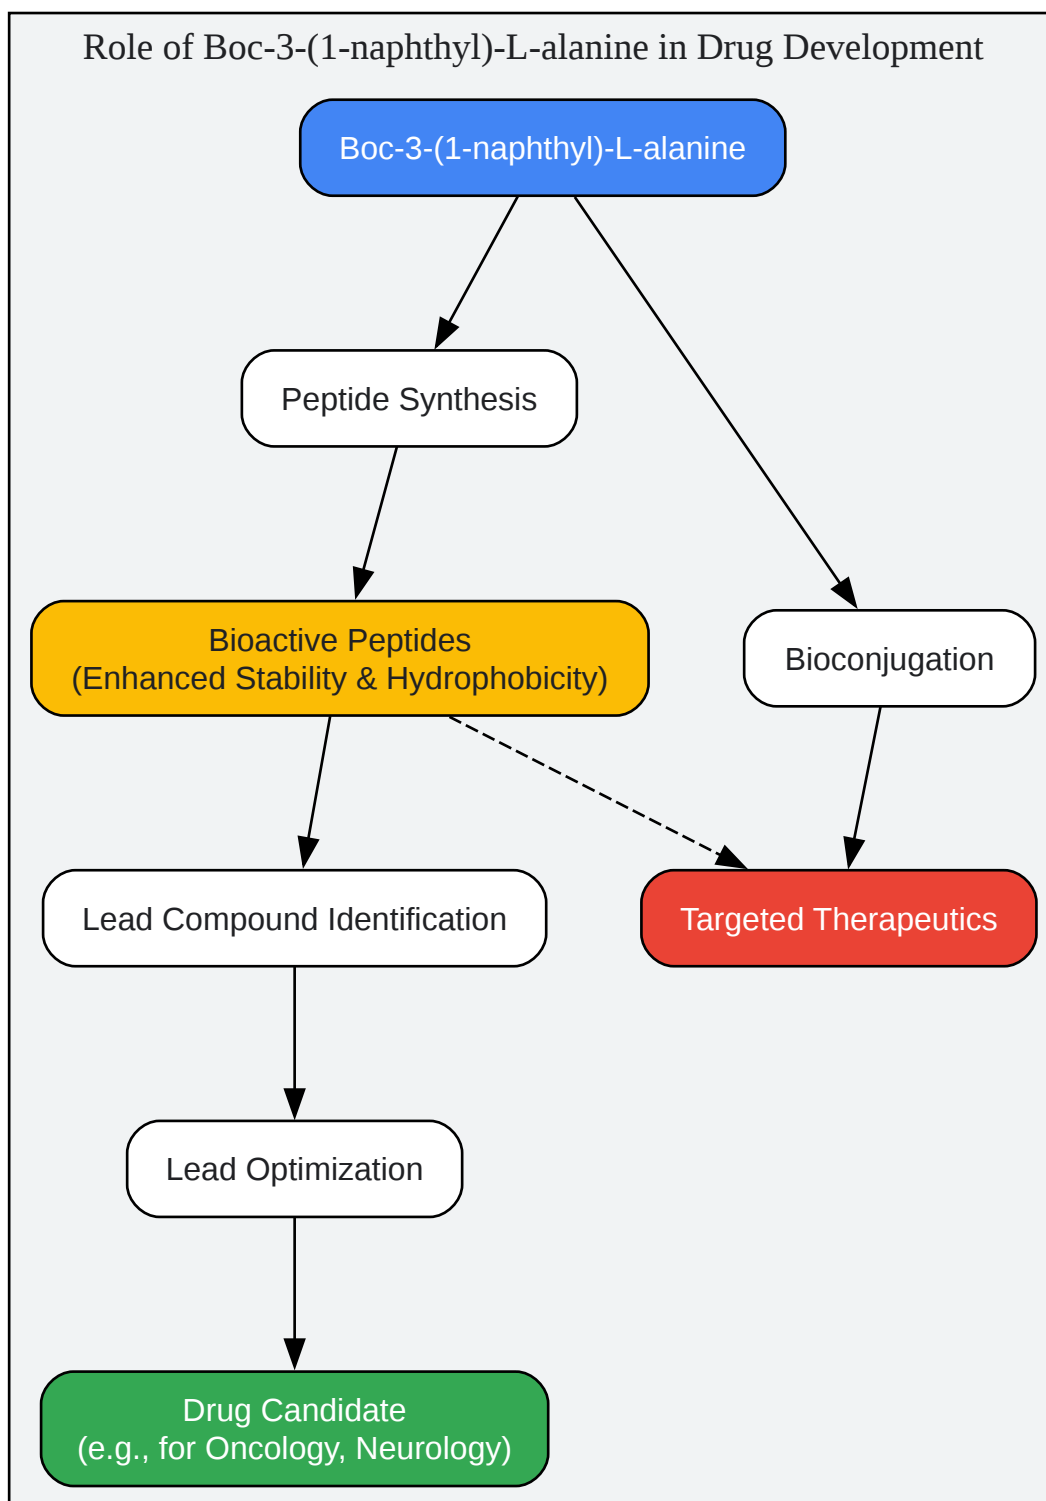 Role of Boc-3-(1-naphthyl)-L-alanine in Drug Development
Boc-3-(1-naphthyl)-L-alanine
Peptide Synthesis
Bioactive Peptides
(Enhanced Stability & Hydrophobicity)
Bioconjugation
Lead Compound Identification
Targeted Therapeutics
Lead Optimization
Drug Candidate
(e.g., for Oncology, Neurology)